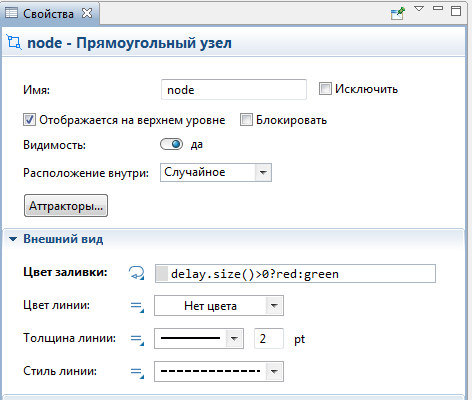 Свойства
node - Прямоугольный узел
Имя: node Исключить
Отображается на верхнем уровне Блокировать
Видимость: да
Расположение внутри: Случайное
Аттракторы...
Внешний вид
Цвет заливки: delay.size()>0?red:green
Цвет линии: Нет цвета
Толщина линии: 2 pt
Стиль линии: